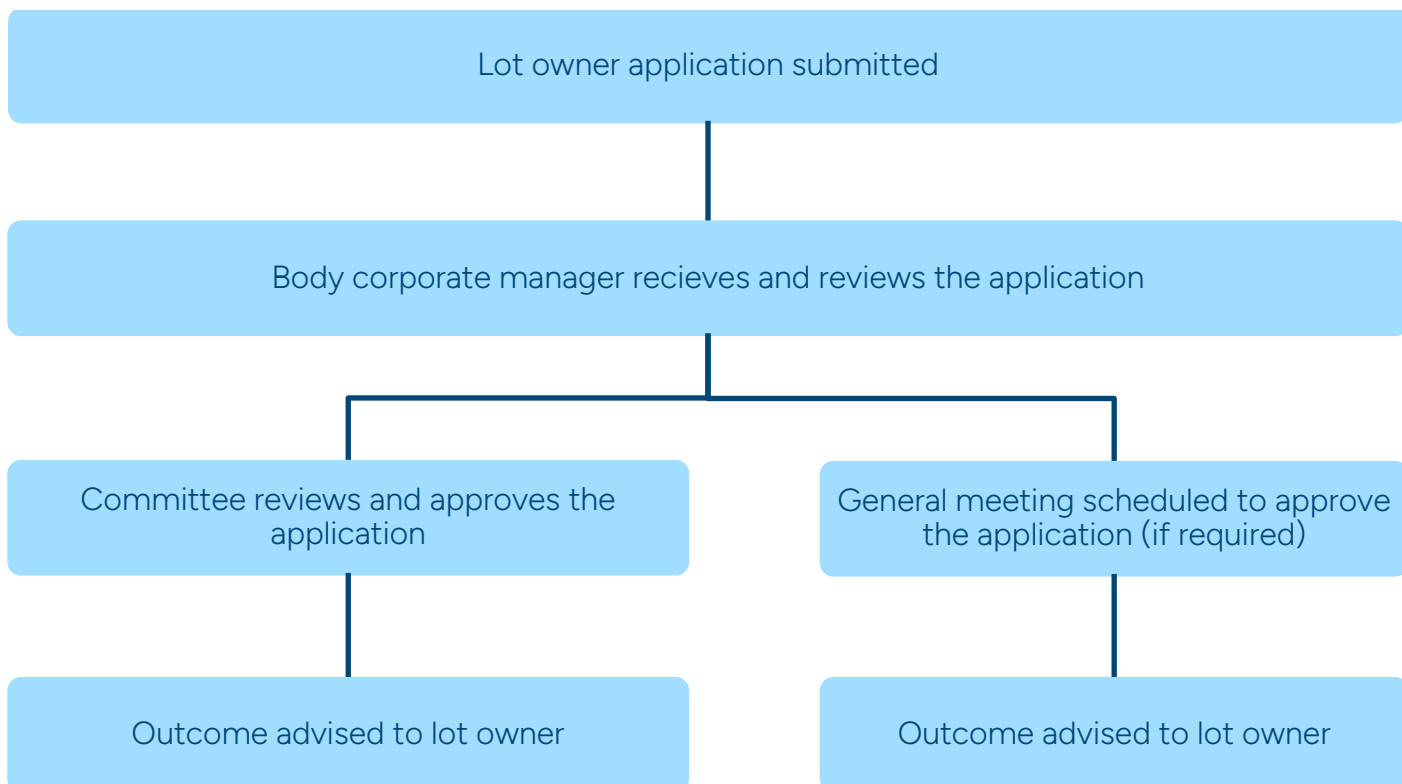 Lot owner application submitted
Body corporate manager recieves and reviews the application
Committee reviews and approves the
application
General meeting scheduled to approve
the application (if required)
Outcome advised to lot owner
Outcome advised to lot owner